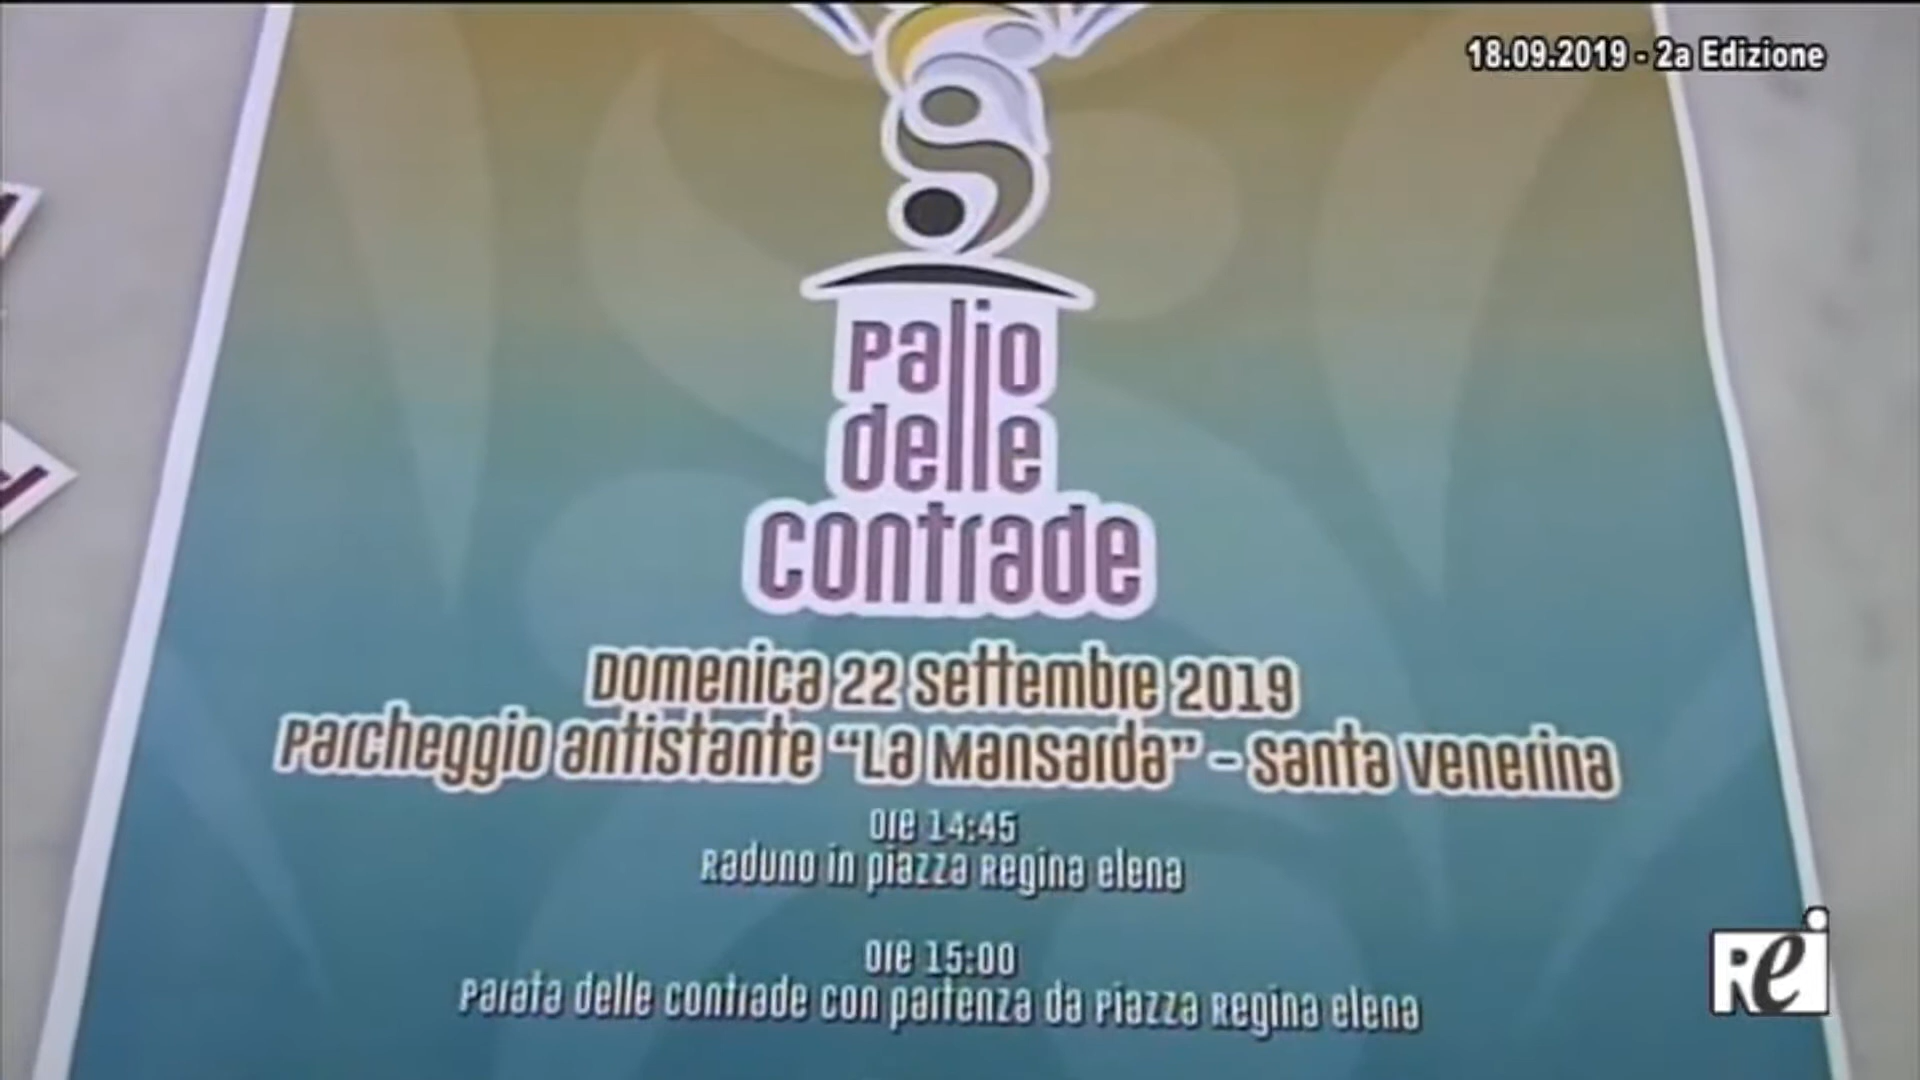 18.09.2019 - 2a Edizione
Palio
delle
contrade
Domenica 22 settembre 2019
Parcheggio antistante “La Mansarda” - Santa Venerina
Ore 14:45
Raduno in piazza Regina Elena
Ore 15:00
Parata delle contrade con partenza da Piazza Regina Elena
Rei